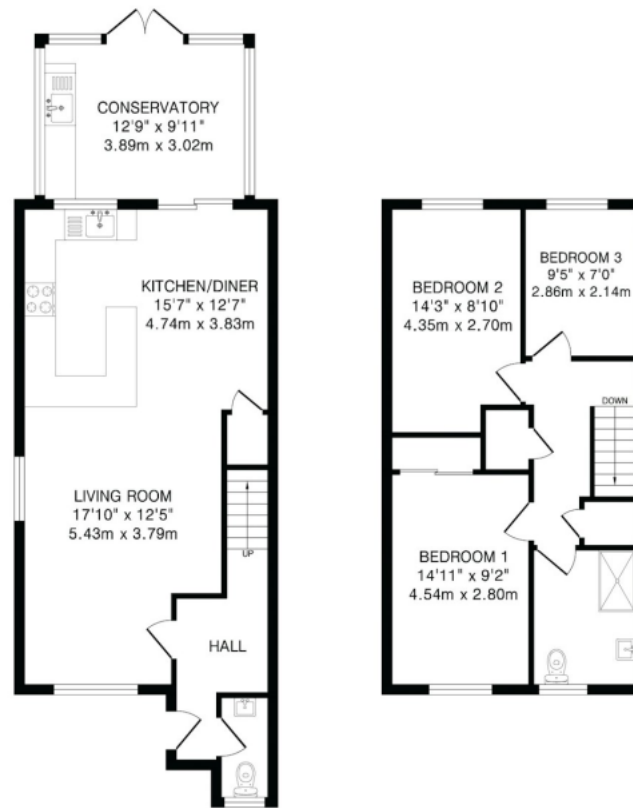 CONSERVATORY
12'9" x 9'11"
3.89m x 3.02m
KITCHEN/DINER
15'7" x 12'7"
4.74m x 3.83m
LIVING ROOM
17'10" x 12'5"
5.43m x 3.79m
UP
HALL
BEDROOM 2
14'3" x 8'10"
4.35m x 2.70m
BEDROOM 3
9'5" x 7'0"
2.86m x 2.14m
DOWN
BEDROOM 1
14'11" x 9'2"
4.54m x 2.80m